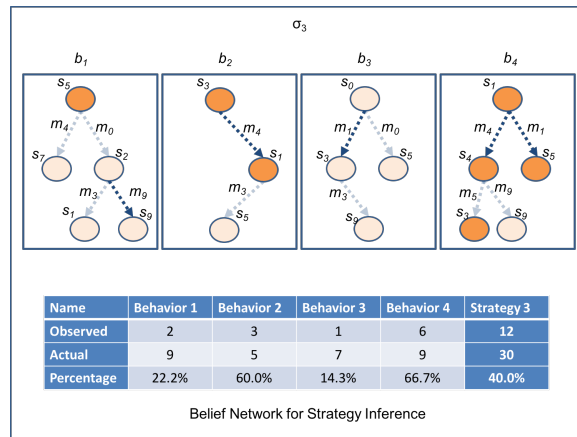 σ3
b1 b2 b3 b4
s5 s3 s0 s1
m4 m0 m4 m1 m0 m4 m1
s7 s2 s1 s3 s5 s4 s5
m3 m9 m3 m3 m5 m9
s1 s9 s5 s9 s3 s9
Name Behavior 1 Behavior 2 Behavior 3 Behavior 4 Strategy 3
Observed 2 3 1 6 12
Actual 9 5 7 9 30
Percentage 22.2% 60.0% 14.3% 66.7% 40.0%
Belief Network for Strategy Inference